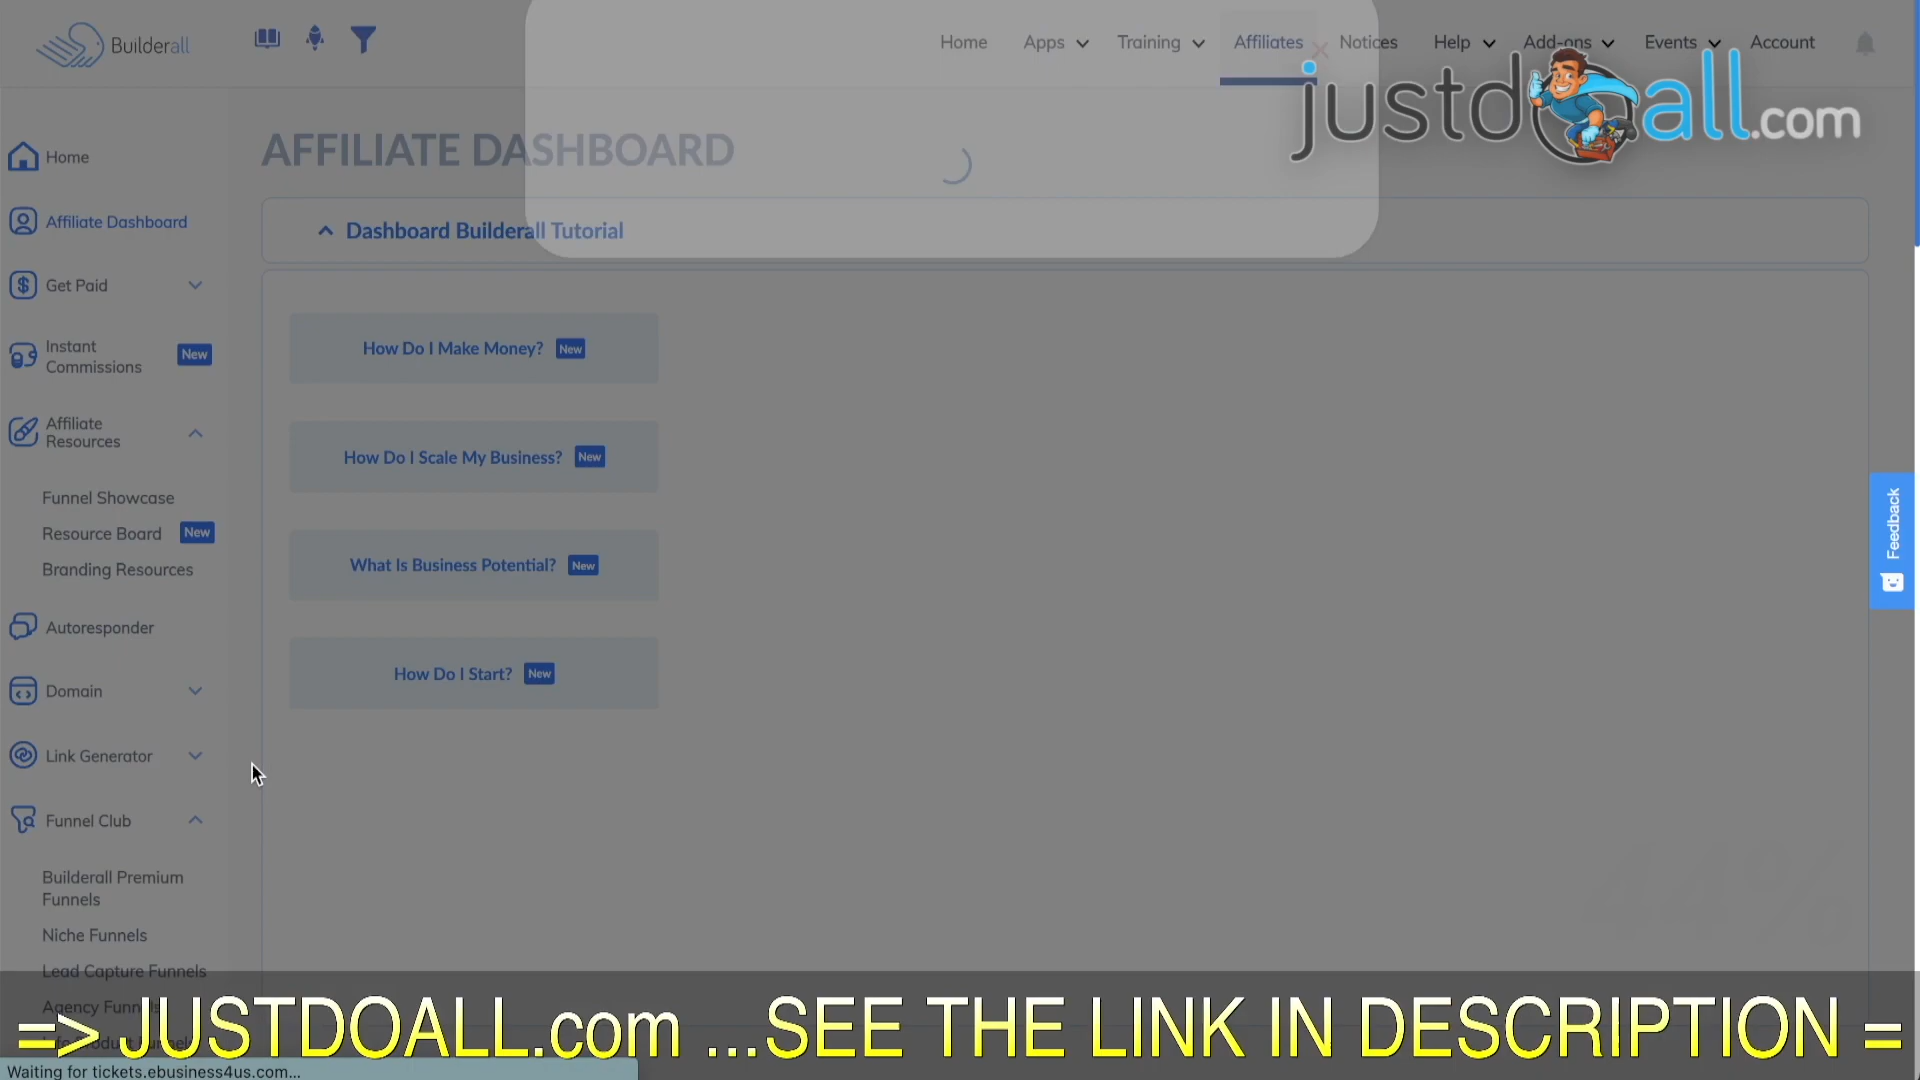 Builderall
Home
Apps
Training
Affiliates
Notices
Help
Add-ons
Events
Account
justdoall.com
Home
Affiliate Dashboard
Get Paid
Instant
Commissions
New
Affiliate
Resources
Funnel Showcase
Resource Board
New
Branding Resources
Autoresponder
Domain
Link Generator
Funnel Club
Builderall Premium
Funnels
Niche Funnels
Lead Capture Funnels
Agency Funnels
AFFILIATE DASHBOARD
Dashboard Builderall Tutorial
How Do I Make Money? New
How Do I Scale My Business? New
What Is Business Potential? New
How Do I Start? New
Feedback
=> JUSTDOALL.com ...SEE THE LINK IN DESCRIPTION =
Waiting for tickets.ebusiness4us.com...